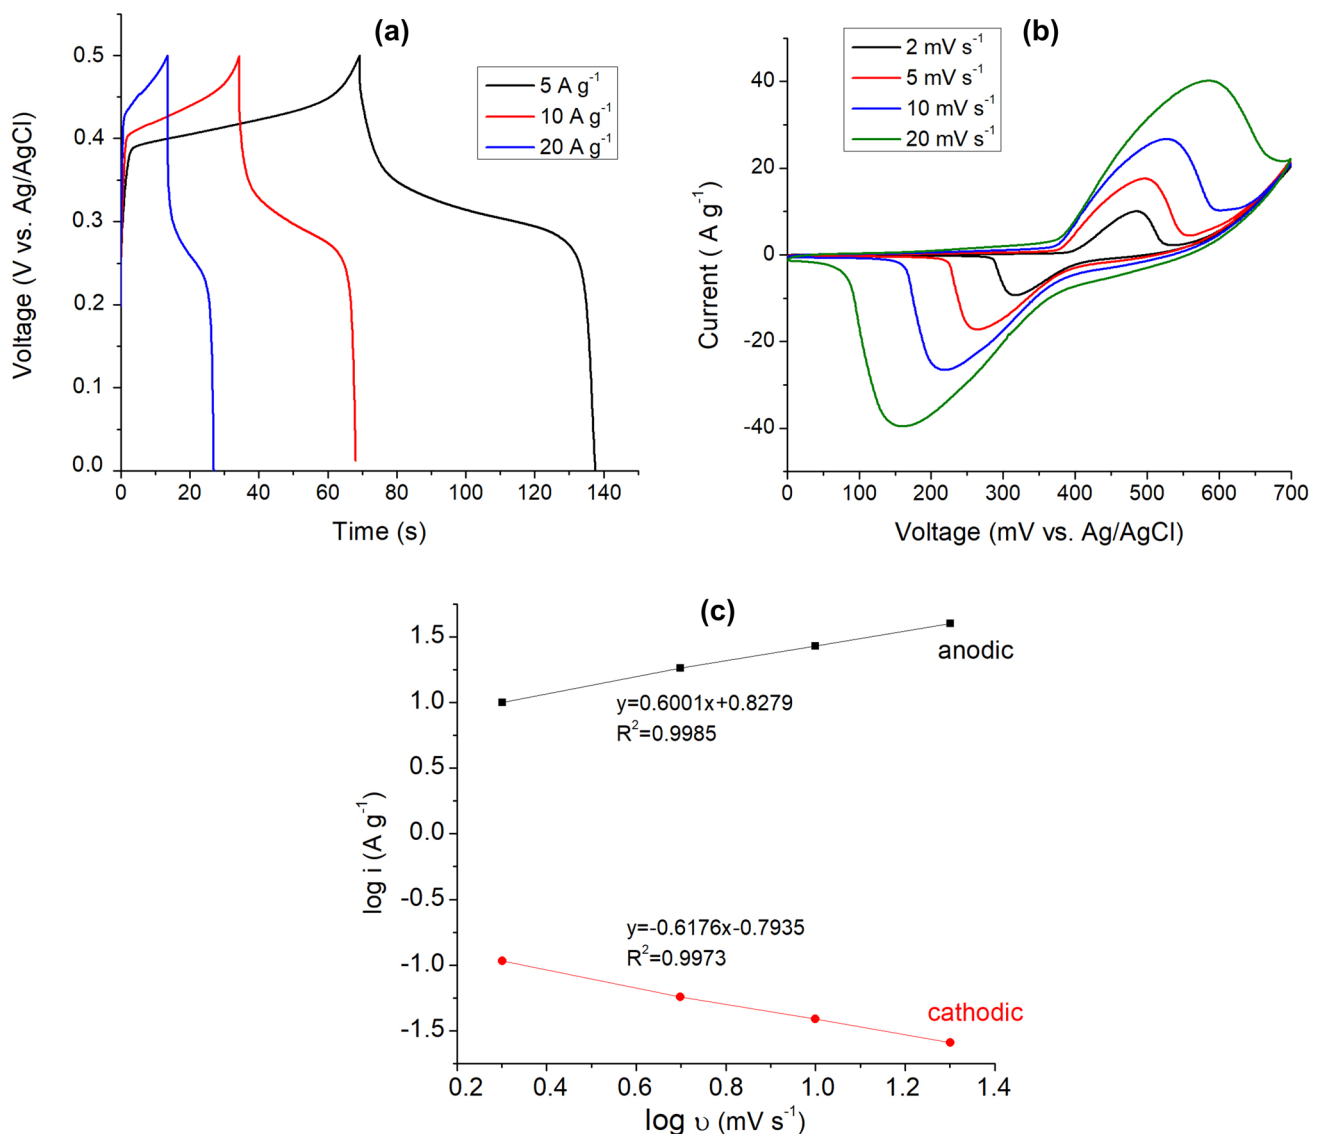 (a)
0.5
0.4
0.3
0.2
0.1
0.0
Voltage (V vs. Ag/AgCl)
5 A g⁻¹
10 A g⁻¹
20 A g⁻¹
0 20 40 60 80 100 120 140
Time (s)
(b)
40
20
0
-20
-40
Current ( A g⁻¹)
2 mV s⁻¹
5 mV s⁻¹
10 mV s⁻¹
20 mV s⁻¹
0 100 200 300 400 500 600 700
Voltage (mV vs. Ag/AgCl)
(c)
1.5
1.0
0.5
0.0
-0.5
-1.0
-1.5
log i (A g⁻¹)
anodic
y=0.6001x+0.8279
R²=0.9985
y=-0.6176x-0.7935
R²=0.9973
cathodic
0.2 0.4 0.6 0.8 1.0 1.2 1.4
log υ (mV s⁻¹)